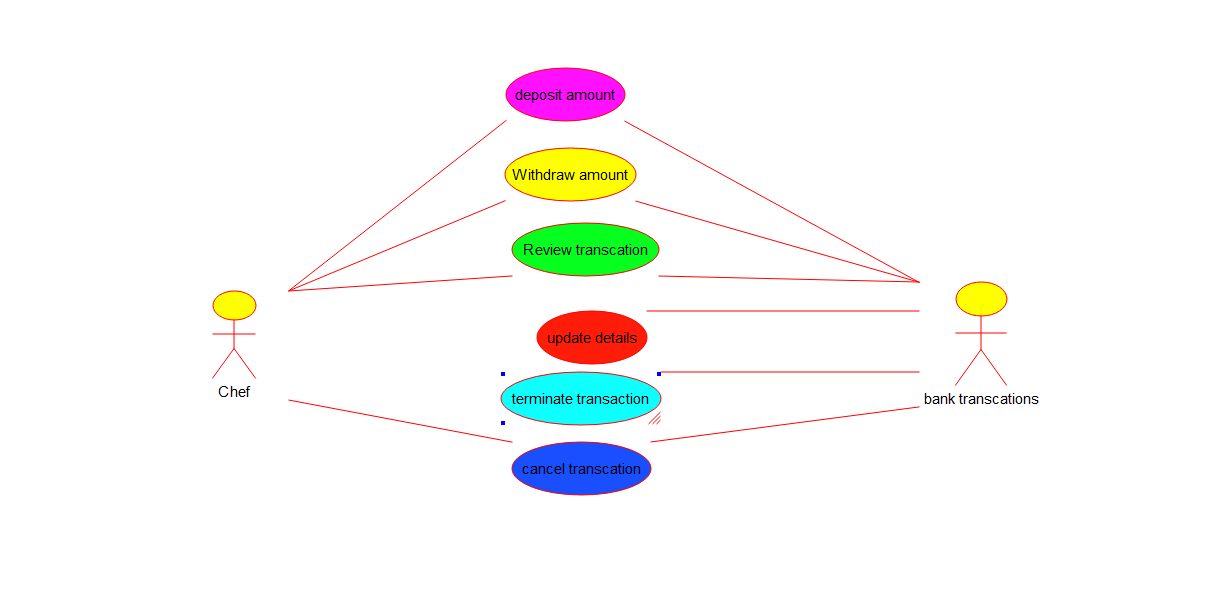 deposit amount
Withdraw amount
Review transcation
update details
Chef
terminate transaction
bank transcations
cancel transcation